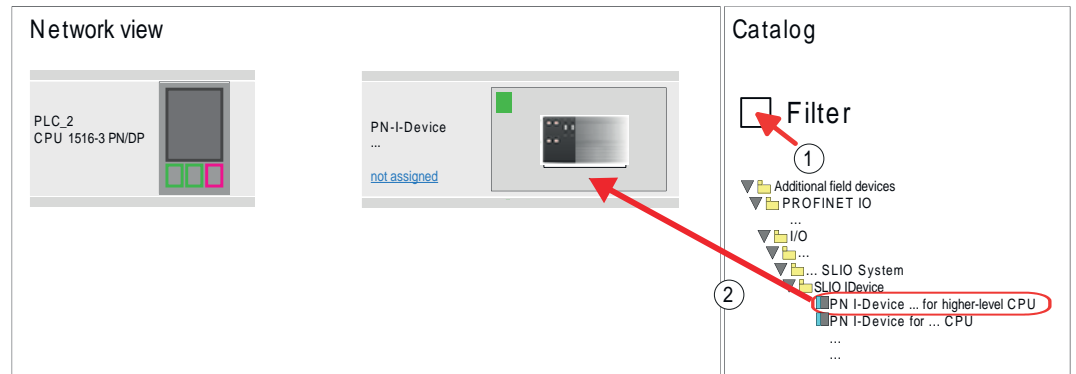 Network view
PLC_2
CPU 1516-3 PN/DP
PN-I-Device
...
not assigned
Catalog
Filter
1
Additional field devices
PROFINET IO
...
I/O
...
... SLIO System
SLIO IDevice
2
PN I-Device ... for higher-level CPU
PN I-Device for ... CPU
...
...